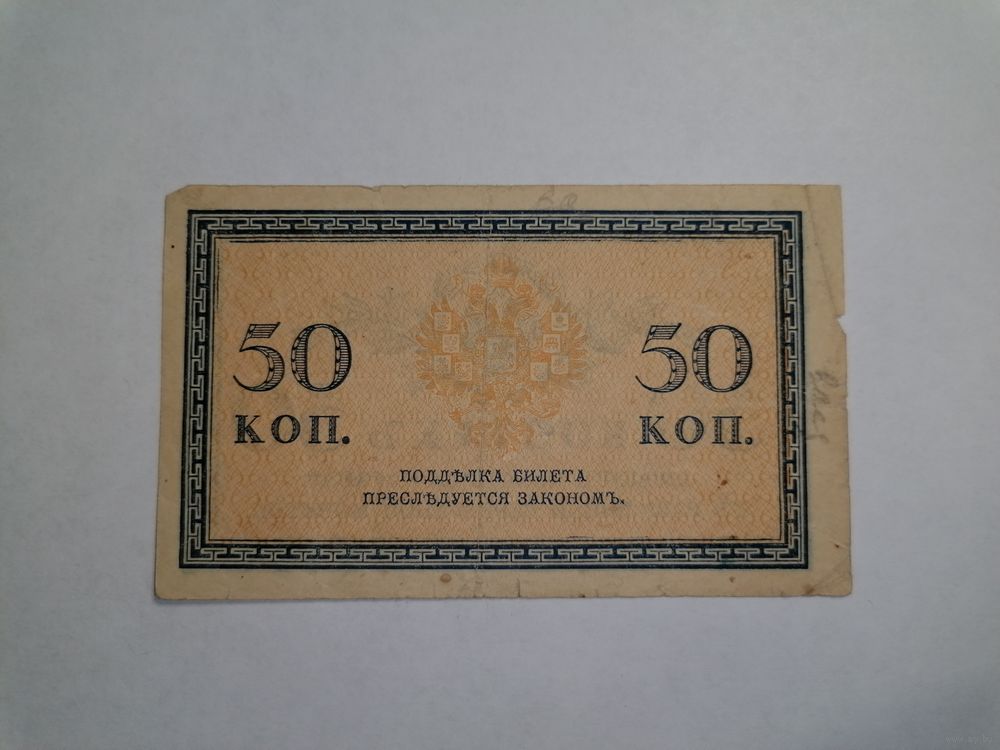 50 50
КОП. КОП.
ПОДДѢЛКА БИЛЕТА
ПРЕСЛѢДУЕТСЯ ЗАКОНОМЪ.